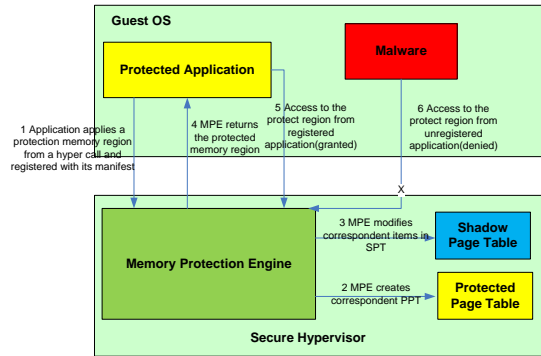 Guest OS
Protected Application
Malware
1 Application applies a
protection memory region
from a hyper call and
registered with its manifest
4 MPE returns
the protected
memory region
5 Access to the
protect region from
registered
application(granted)
6 Access to the
protect region from
unregistered
application(denied)
X
Memory Protection Engine
3 MPE modifies
correspondent items in
SPT
Shadow
Page Table
2 MPE creates
correspondent PPT
Protected
Page Table
Secure Hypervisor